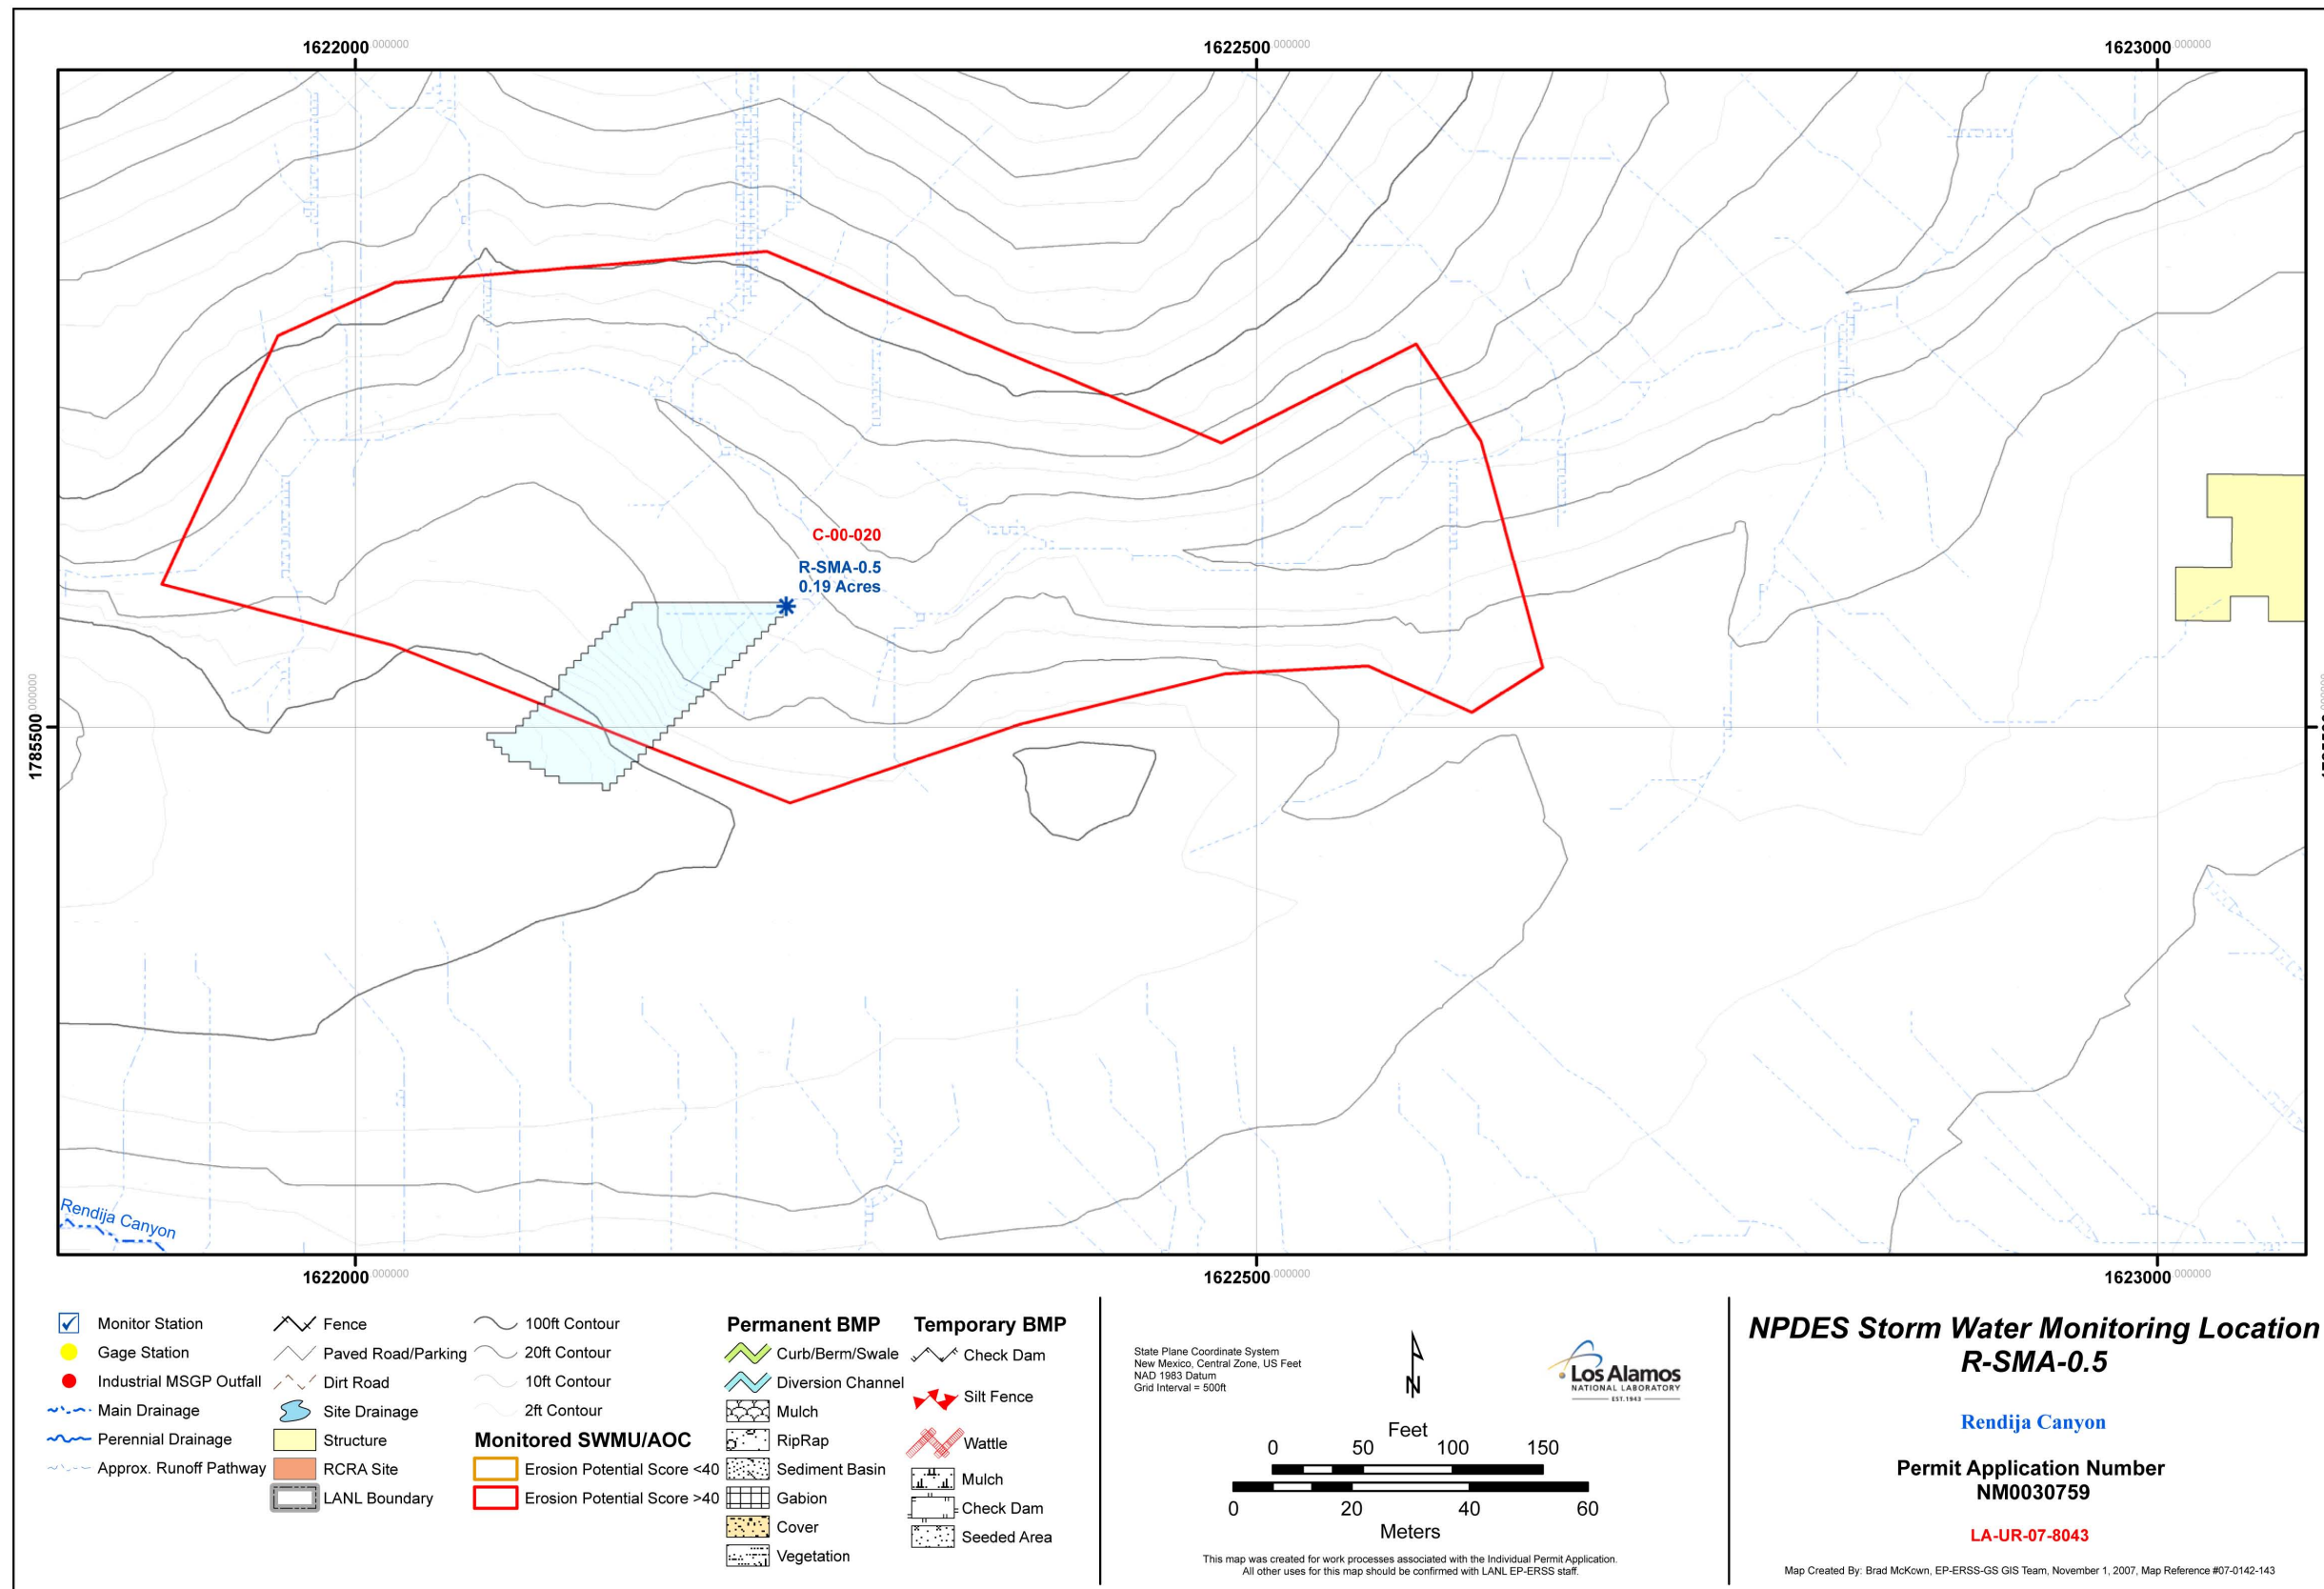 1622000.000000 1622500.000000 1623000.000000
C-00-020
R-SMA-0.5
0.19 Acres
1785500.000000
Rendija Canyon
1622000.000000 1622500.000000 1623000.000000
Monitor Station
Gage Station
Industrial MSGP Outfall
Main Drainage
Perennial Drainage
Approx. Runoff Pathway
Fence
Paved Road/Parking
Dirt Road
Site Drainage
Structure
RCRA Site
LANL Boundary
100ft Contour
20ft Contour
10ft Contour
2ft Contour
Monitored SWMU/AOC
Erosion Potential Score <40
Erosion Potential Score >40
Permanent BMP
Curb/Berm/Swale
Diversion Channel
Mulch
RipRap
Sediment Basin
Gabion
Cover
Vegetation
Temporary BMP
Check Dam
Silt Fence
Wattle
Mulch
Check Dam
Seeded Area
State Plane Coordinate System
New Mexico, Central Zone, US Feet
NAD 1983 Datum
Grid Interval = 500ft
N
Los Alamos
NATIONAL LABORATORY
EST.1943
Feet
0 50 100 150
0 20 40 60
Meters
This map was created for work processes associated with the Individual Permit Application.
All other uses for this map should be confirmed with LANL EP-ERSS staff.
NPDES Storm Water Monitoring Location
R-SMA-0.5
Rendija Canyon
Permit Application Number
NM0030759
LA-UR-07-8043
Map Created By: Brad McKown, EP-ERSS-GS GIS Team, November 1, 2007, Map Reference #07-0142-143